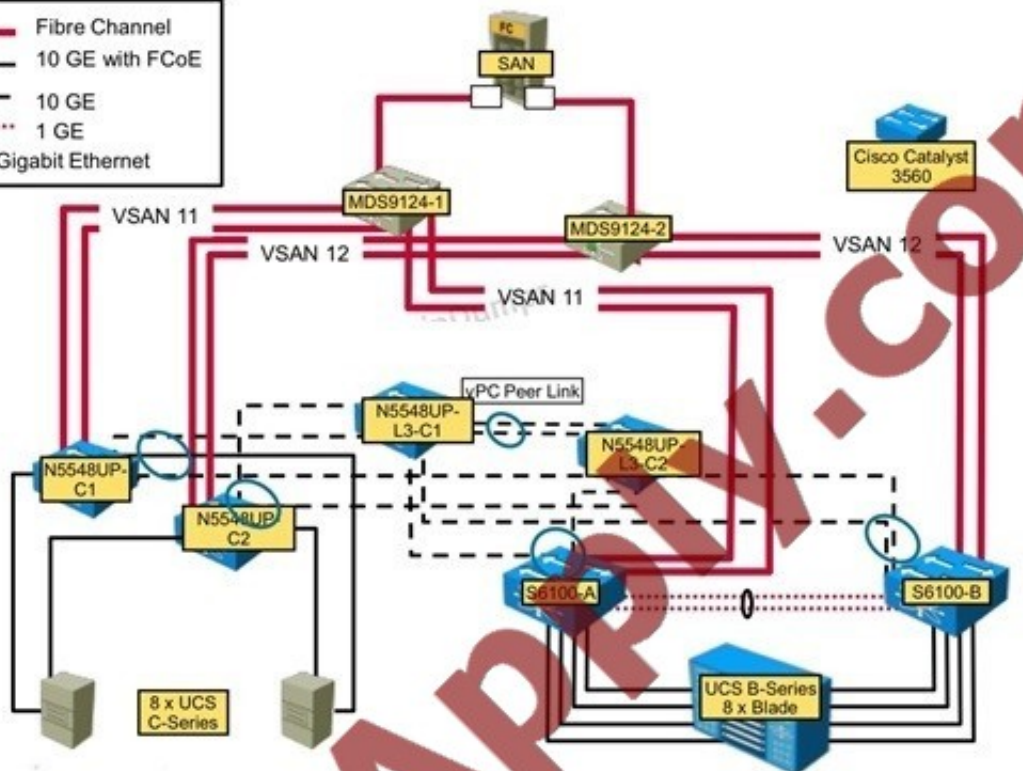 Fibre Channel
10 GE with FCoE
10 GE
1 GE
Gigabit Ethernet
FC
SAN
Cisco Catalyst
3560
MDS9124-1
MDS9124-2
VSAN 11
VSAN 12
VSAN 12
VSAN 11
vPC Peer Link
N5548UP-
L3-C1
N5548UP-
L3-C2
N5548UP-
C1
N5548UP-
C2
S6100-A
S6100-B
8 x UCS
C-Series
UCS B-Series
8 x Blade